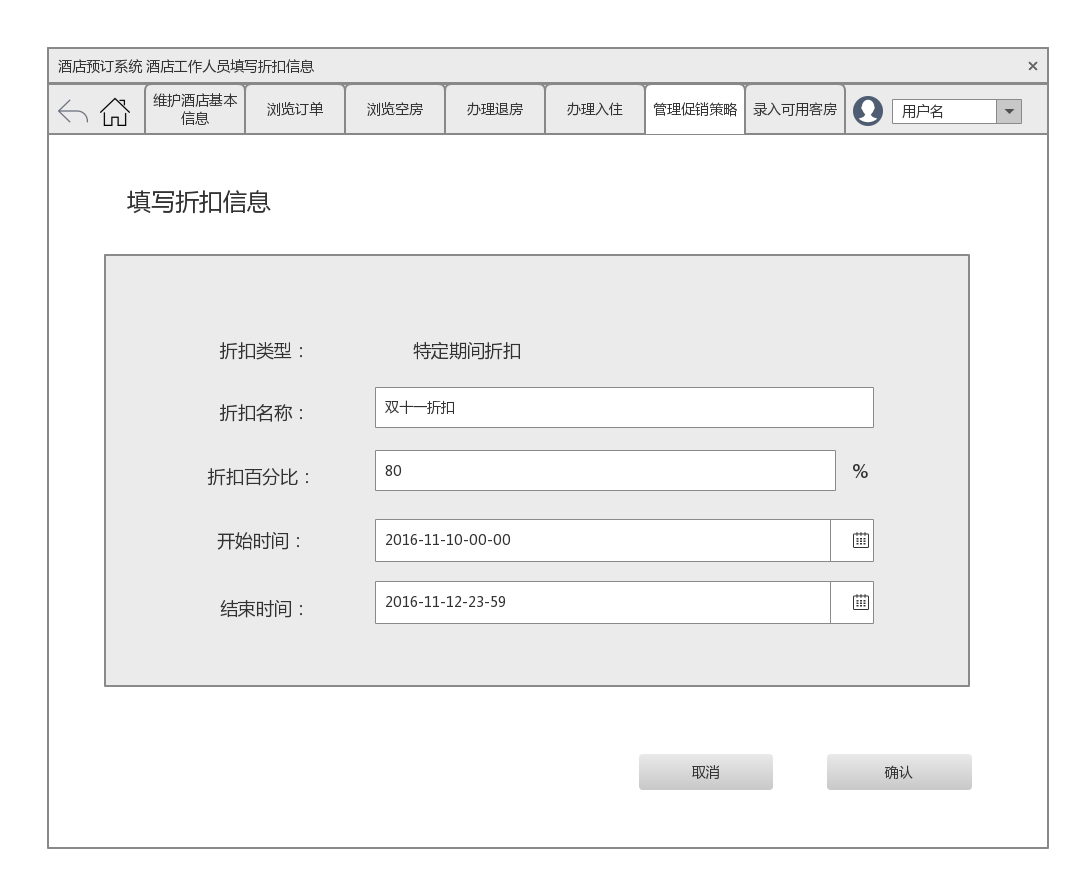 酒店预订系统 酒店工作人员填写折扣信息
维护酒店基本
信息
浏览订单
浏览空房
办理退房
办理入住
管理促销策略
录入可用客房
用户名
填写折扣信息
折扣类型：
特定期间折扣
折扣名称：
双十一折扣
折扣百分比：
80
%
开始时间：
2016-11-10-00-00
结束时间：
2016-11-12-23-59
取消
确认